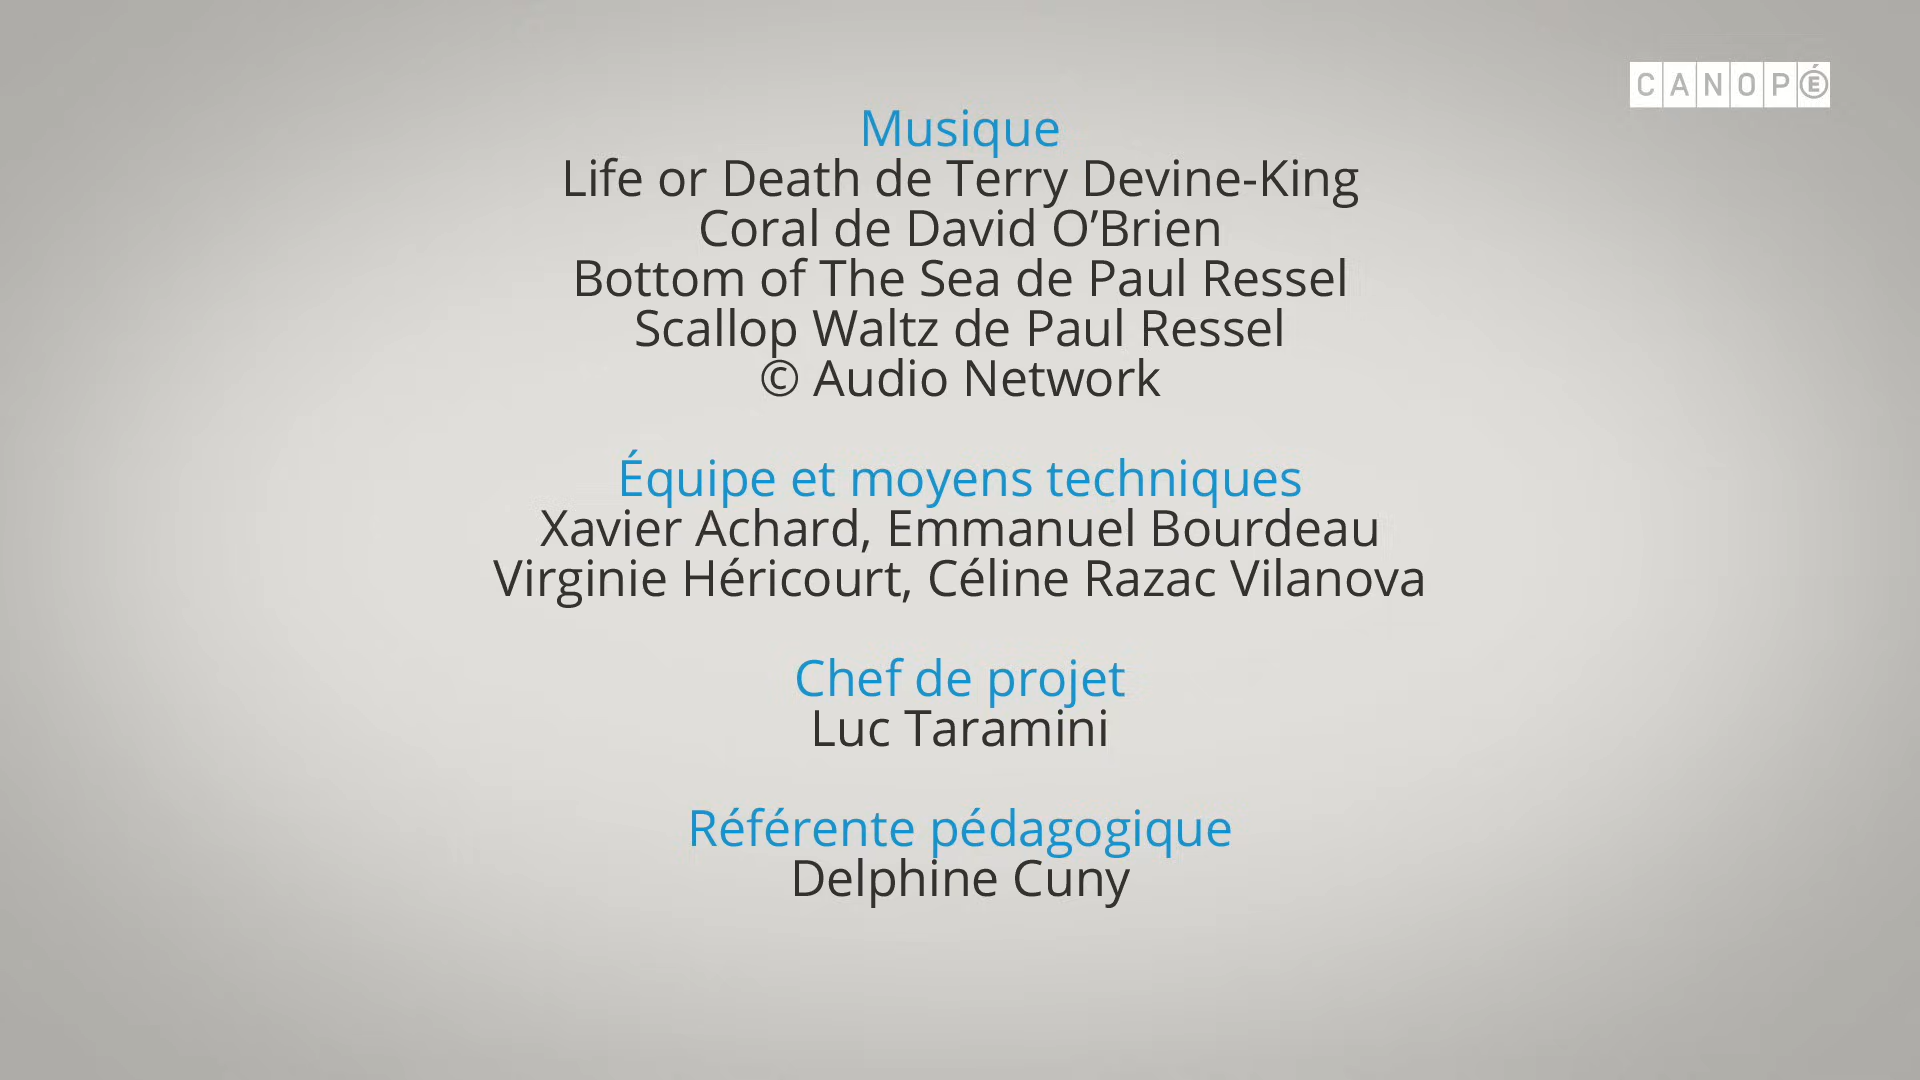 CANOPÉ
Musique
Life or Death de Terry Devine-King
Coral de David O’Brien
Bottom of The Sea de Paul Ressel
Scallop Waltz de Paul Ressel
© Audio Network
Équipe et moyens techniques
Xavier Achard, Emmanuel Bourdeau
Virginie Héricourt, Céline Razac Vilanova
Chef de projet
Luc Taramini
Référente pédagogique
Delphine Cuny